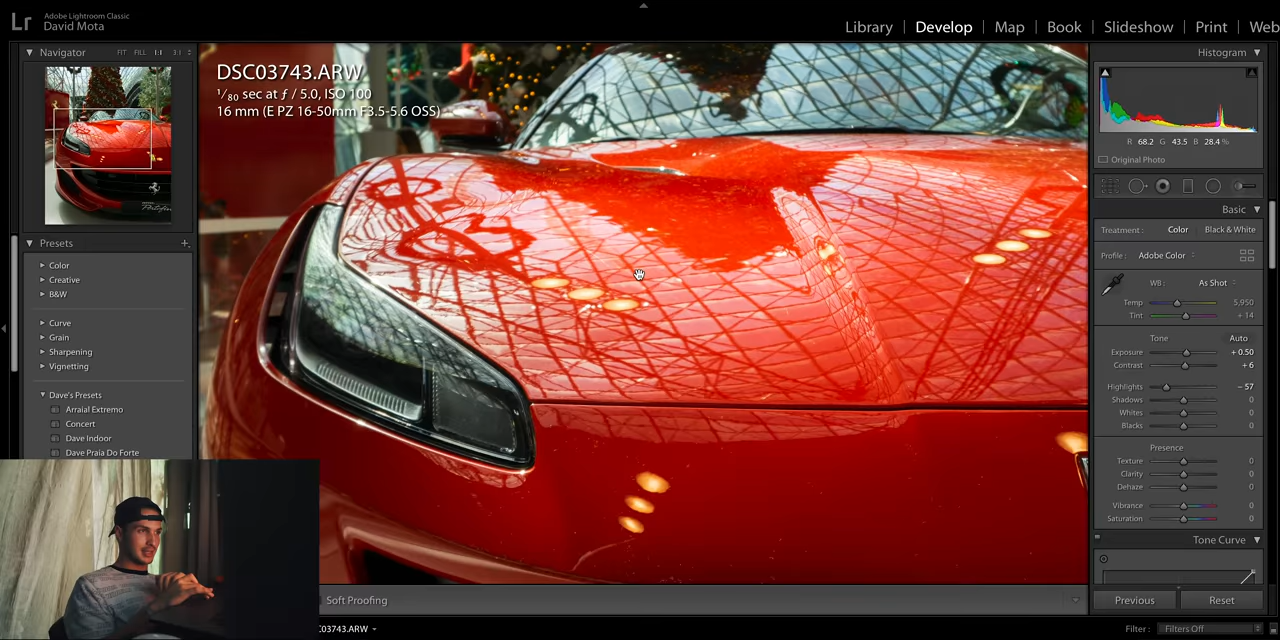 Lr
Adobe Lightroom Classic
David Mota
Library | Develop | Map | Book | Slideshow | Print | Web
Navigator FIT FILL 1:1 3:1
Histogram
DSC03743.ARW
1/80 sec at f / 5.0, ISO 100
16 mm (E PZ 16-50mm F3.5-5.6 OSS)
R 68.2 G 43.5 B 28.4 %
Original Photo
Basic
Treatment : Color Black & White
Profile : Adobe Color
WB : As Shot
Temp 5,950
Tint + 14
Tone Auto
Exposure + 0.50
Contrast + 6
Highlights − 57
Shadows 0
Whites 0
Blacks 0
Presence
Texture 0
Clarity 0
Dehaze 0
Vibrance 0
Saturation 0
Tone Curve
Previous Reset
Presets +
Color
Creative
B&W
Curve
Grain
Sharpening
Vignetting
Dave's Presets
Arraial Extremo
Concert
Dave Indoor
Dave Praia Do Forte
Soft Proofing
C03743.ARW
Filter : Filters Off